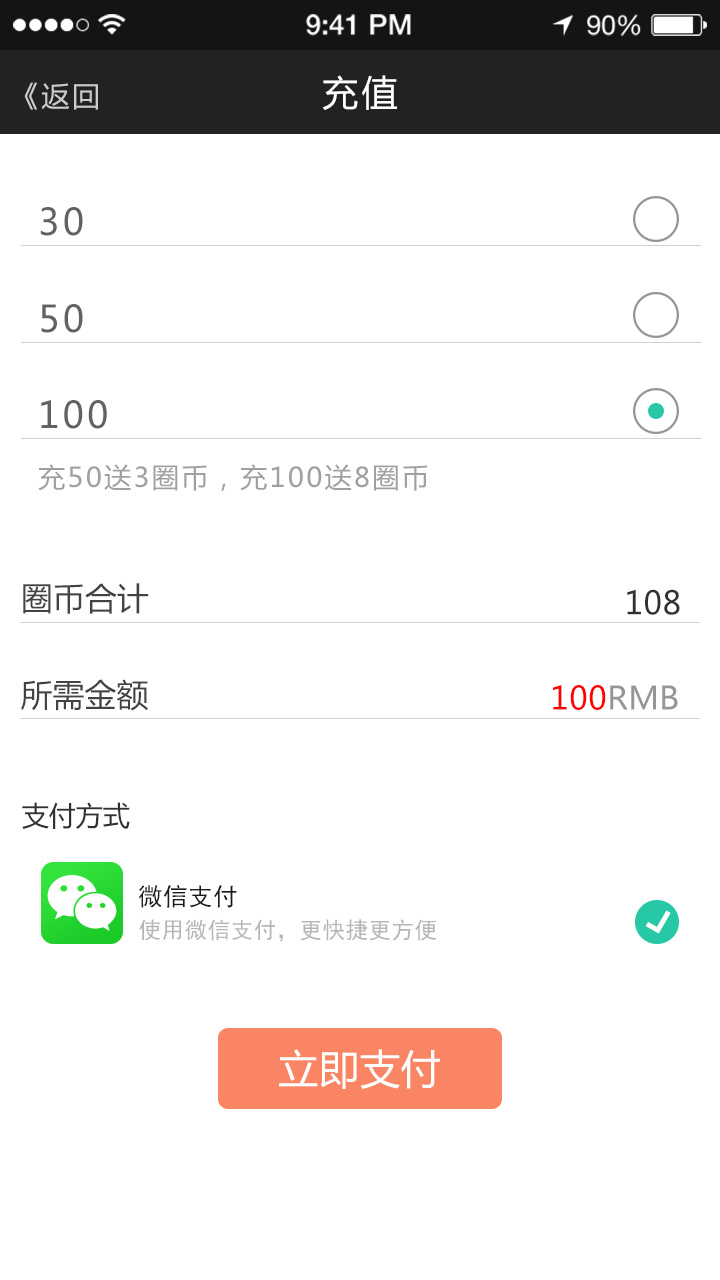 9:41 PM 90%
《返回 充值
30
50
100
充50送3圈币，充100送8圈币
圈币合计 108
所需金额 100RMB
支付方式
微信支付
使用微信支付，更快捷更方便
立即支付